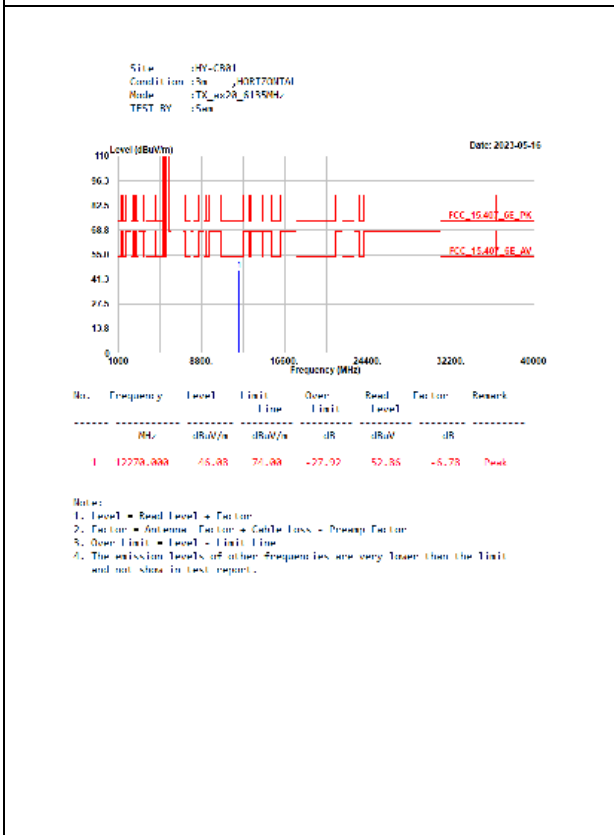 Site :HY-CB01
Condition :3m ,HORIZONTAL
Mode :TX_ax20_6135MHz
TEST BY :Sam
110 Level (dBuV/m) Date: 2023-05-16
96.3
82.5
FCC_15.407_6E_PK
68.8
55.0 FCC_15.407_6E_AV
41.3
27.5
13.8
0
1000 8800. 16600. 24400. 32200. 40000
Frequency (MHz)
No. Frequency Level Limit Over Read Factor Remark
Line Limit Level
------ ----------- -------- -------- -------- -------- -------- ---------
MHz dBuV/m dBuV/m dB dBuV dB
1 12270.000 46.08 74.00 -27.92 52.86 -6.78 Peak
Note:
1. Level = Read Level + Factor
2. Factor = Antenna Factor + Cable Loss - Preamp Factor
3. Over Limit = Level - Limit Line
4. The emission levels of other frequencies are very lower than the limit
and not show in test report.